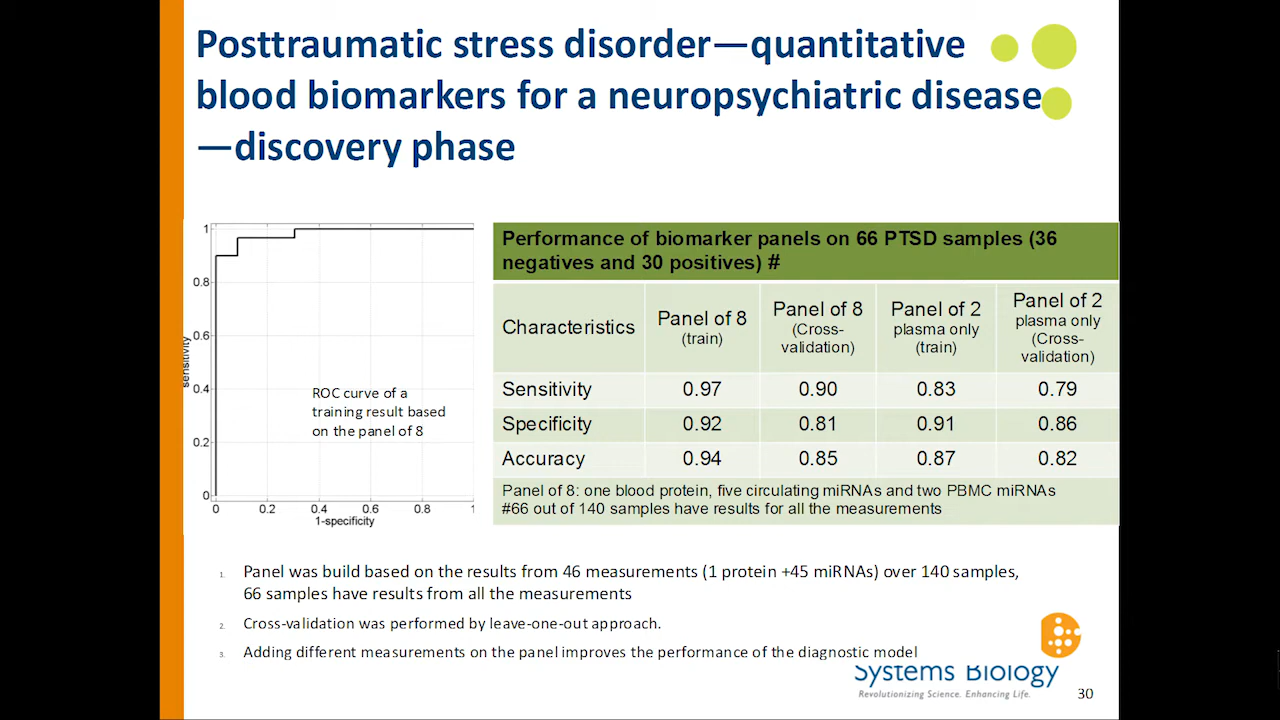 Posttraumatic stress disorder—quantitative
blood biomarkers for a neuropsychiatric disease
—discovery phase
1
0.8
0.6
0.4
0.2
0
sensitivity
0 0.2 0.4 0.6 0.8 1
1-specificity
ROC curve of a
training result based
on the panel of 8
Performance of biomarker panels on 66 PTSD samples (36
negatives and 30 positives) #
Characteristics
Panel of 8
(train)
Panel of 8
(Cross-
validation)
Panel of 2
plasma only
(train)
Panel of 2
plasma only
(Cross-
validation)
Sensitivity 0.97 0.90 0.83 0.79
Specificity 0.92 0.81 0.91 0.86
Accuracy 0.94 0.85 0.87 0.82
Panel of 8: one blood protein, five circulating miRNAs and two PBMC miRNAs
#66 out of 140 samples have results for all the measurements
1. Panel was build based on the results from 46 measurements (1 protein +45 miRNAs) over 140 samples,
66 samples have results from all the measurements
2. Cross-validation was performed by leave-one-out approach.
3. Adding different measurements on the panel improves the performance of the diagnostic model
Systems Biology
Revolutionizing Science. Enhancing Life.
30